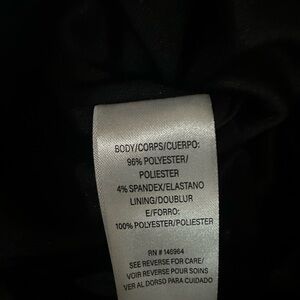 BODY/CORPS/CUERPO:
96% POLYESTER/
POLIESTER
4% SPANDEX/ELASTANO
LINING/DOUBLUR
E/FORRO:
100% POLYESTER/POLIESTER
RN # 146964
SEE REVERSE FOR CARE/
VOIR REVERSE POUR SOINS
VER AL DORSO PARA CUIDADO